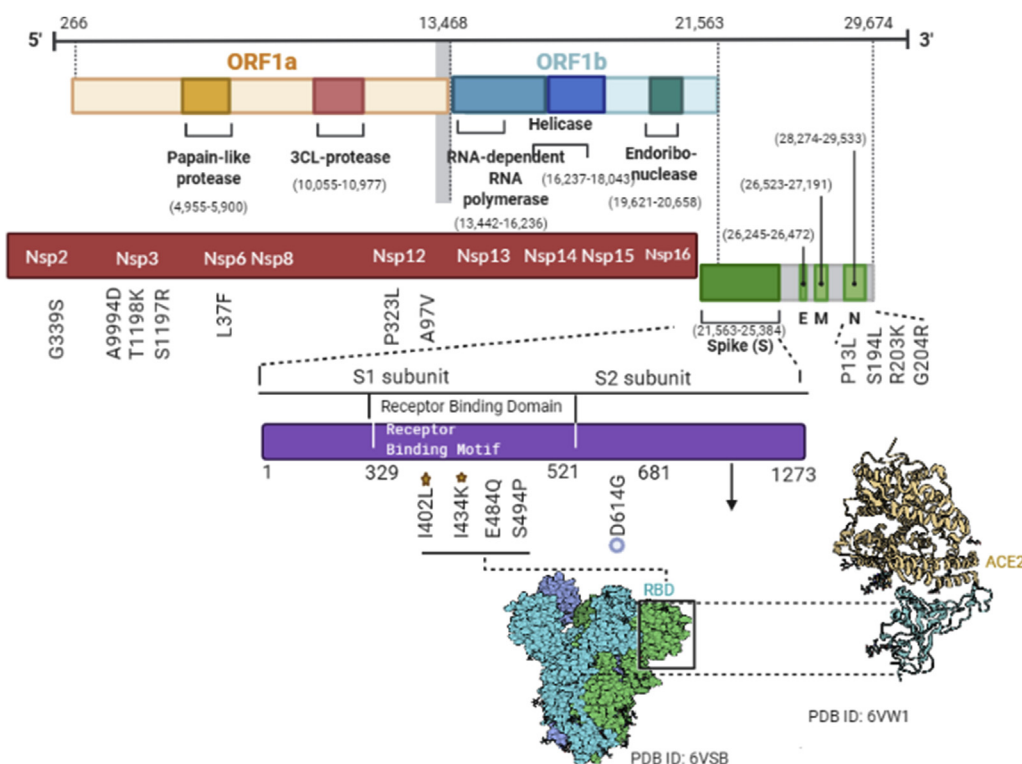 266 13,468 21,563 29,674
5' 3'
ORF1a ORF1b
Papain-like
protease
(4,955-5,900)
3CL-protease
(10,055-10,977)
RNA-dependent
RNA
polymerase
(13,442-16,236)
Helicase
(16,237-18,043)
Endoribo-
nuclease
(19,621-20,658)
(28,274-29,533)
(26,523-27,191)
(26,245-26,472)
Nsp2 Nsp3 Nsp6 Nsp8 Nsp12 Nsp13 Nsp14 Nsp15 Nsp16
G339S
A9994D
T1198K
S1197R
L37F
P323L
A97V
(21,563-25,384)
Spike (S)
E M N
P13L
S194L
R203K
G204R
S1 subunit S2 subunit
Receptor Binding Domain
Receptor
Binding Motif
1 329 521 681 1273
I402L
I434K
E484Q
S494P
D614G
RBD
ACE2
PDB ID: 6VW1
PDB ID: 6VSB